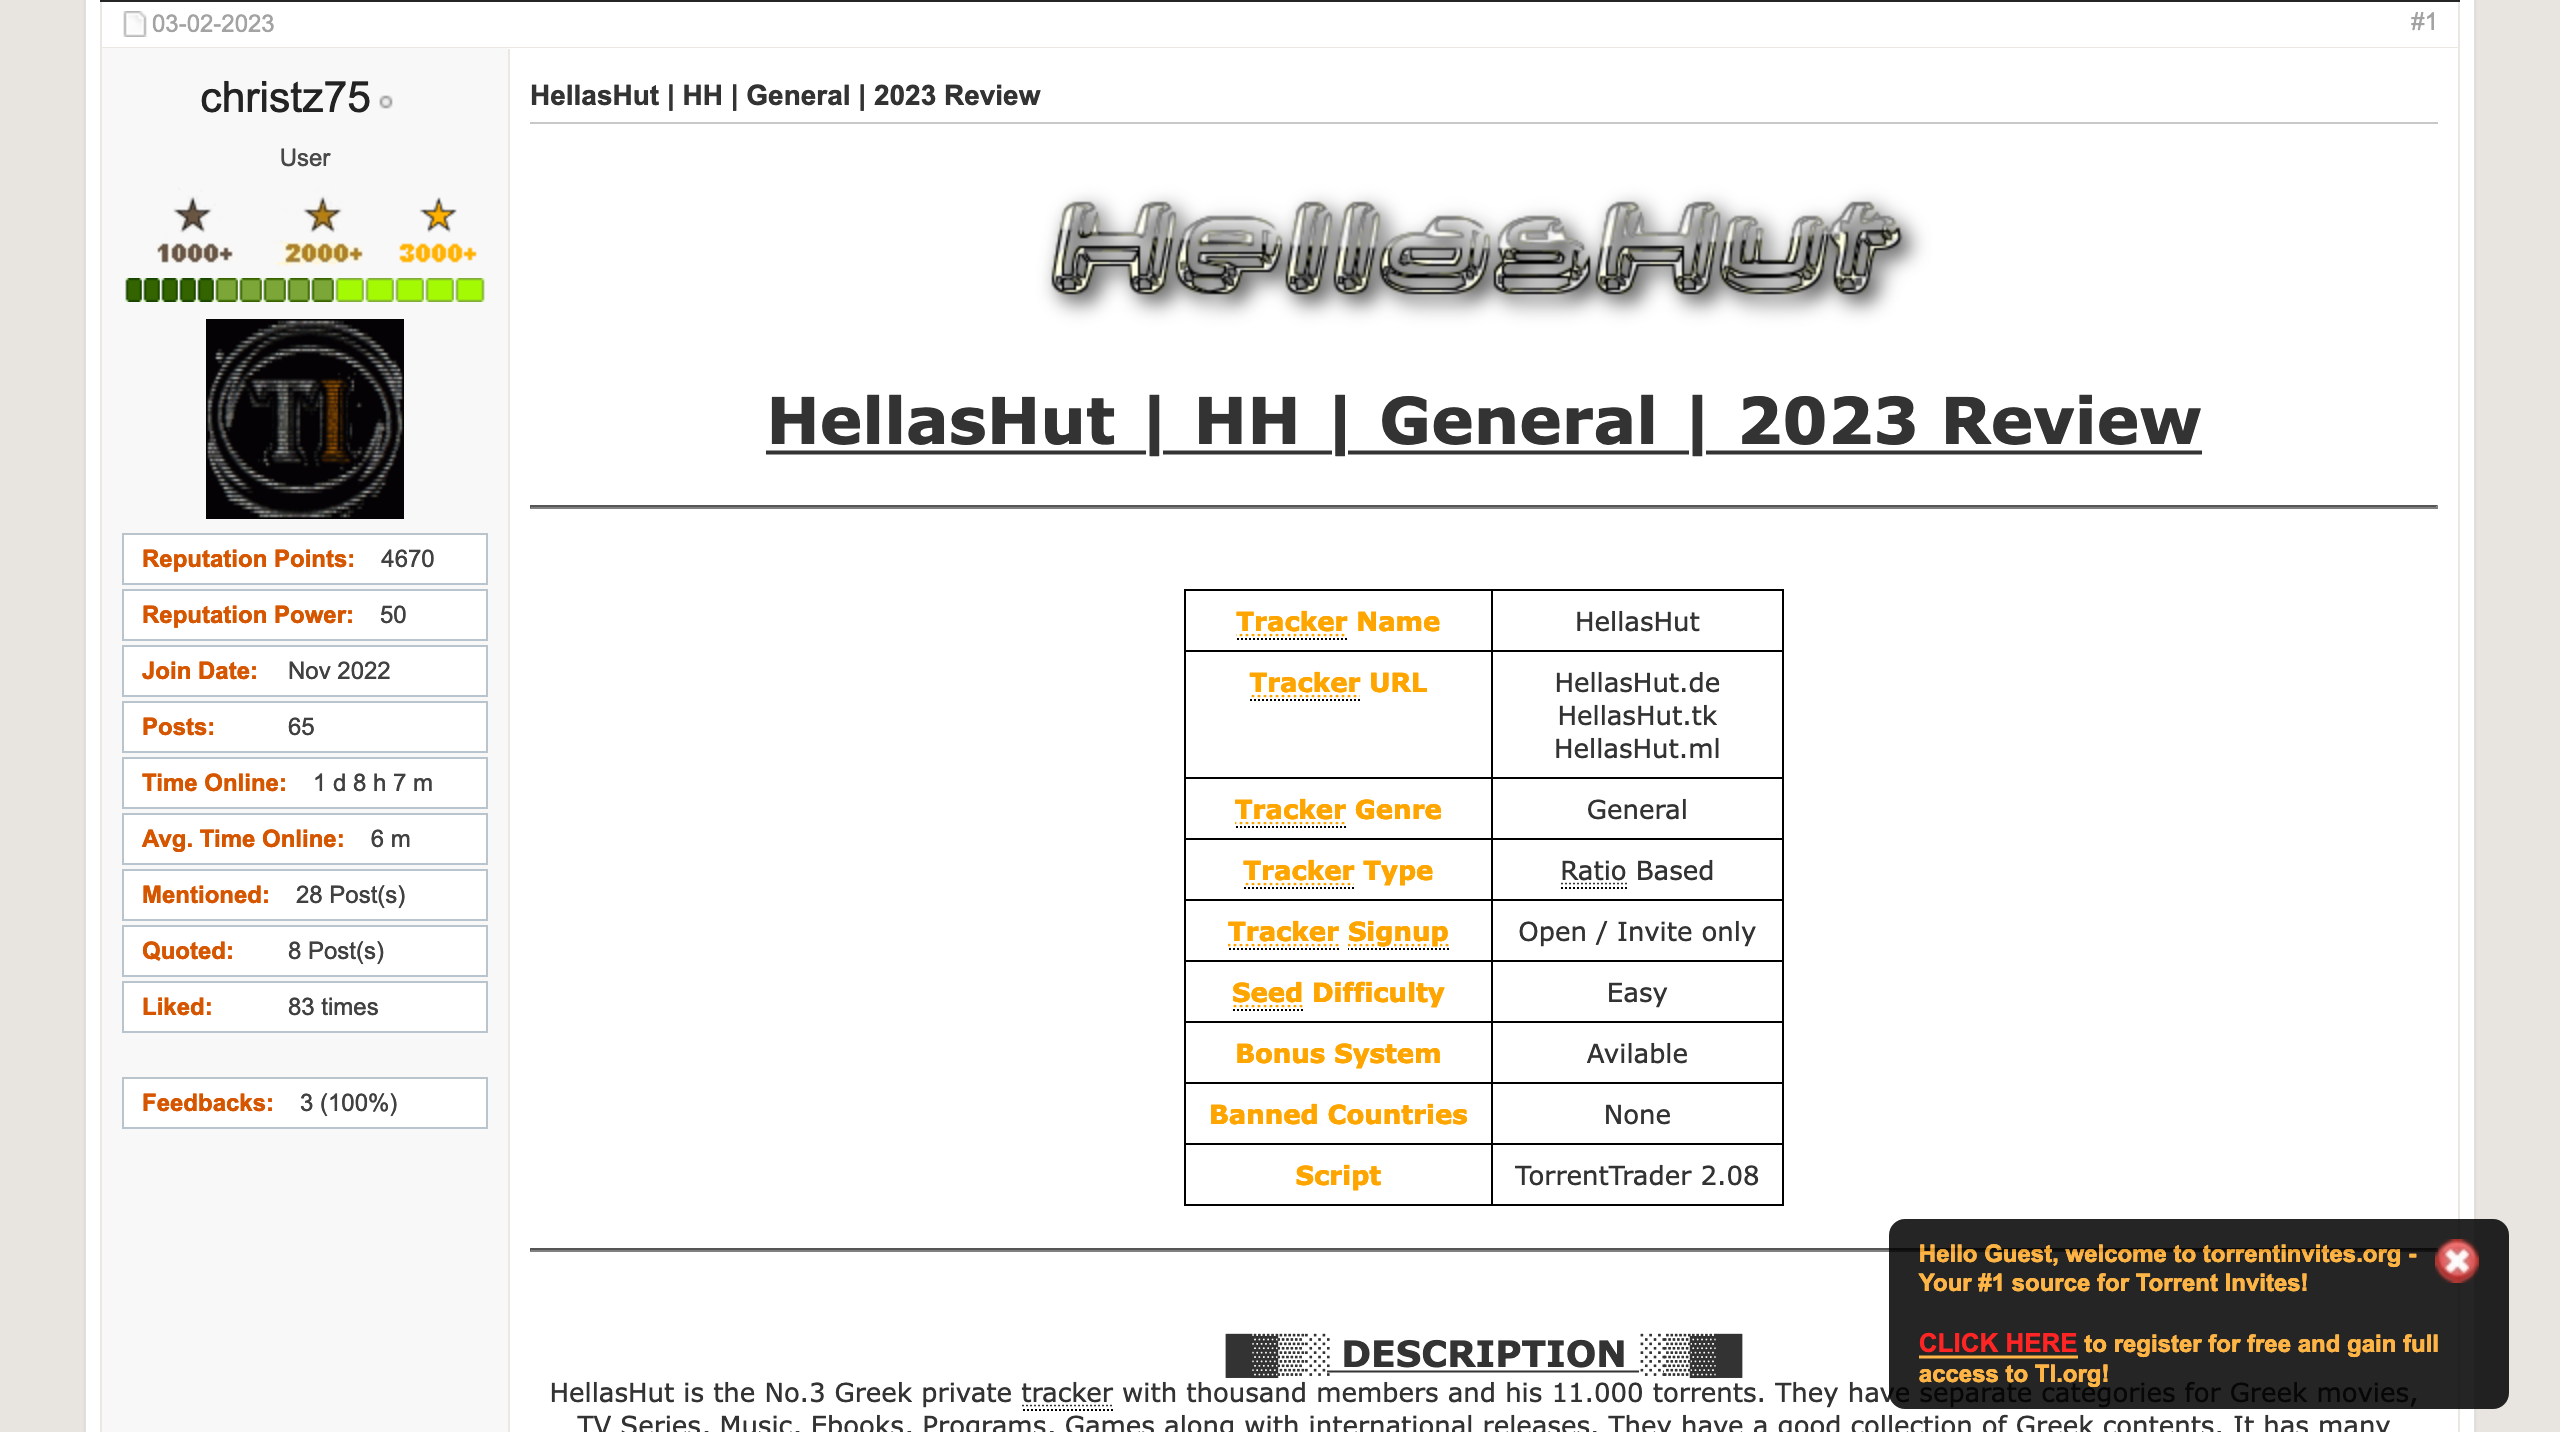 03-02-2023
#1
christz75
User
1000+ 2000+ 3000+
TI
Reputation Points: 4670
Reputation Power: 50
Join Date: Nov 2022
Posts: 65
Time Online: 1 d 8 h 7 m
Avg. Time Online: 6 m
Mentioned: 28 Post(s)
Quoted: 8 Post(s)
Liked: 83 times
Feedbacks: 3 (100%)
HellasHut | HH | General | 2023 Review
HellasHut
HellasHut | HH | General | 2023 Review
Tracker Name HellasHut
Tracker URL HellasHut.de
HellasHut.tk
HellasHut.ml
Tracker Genre General
Tracker Type Ratio Based
Tracker Signup Open / Invite only
Seed Difficulty Easy
Bonus System Avilable
Banned Countries None
Script TorrentTrader 2.08
█▓▒░ DESCRIPTION ░▒▓█
HellasHut is the No.3 Greek private tracker with thousand members and his 11.000 torrents. They have separate categories for Greek movies,
TV Series, Music, Ebooks, Programs, Games along with international releases. They have a good collection of Greek contents. It has many
Hello Guest, welcome to torrentinvites.org -
Your #1 source for Torrent Invites!
CLICK HERE to register for free and gain full
access to TI.org!